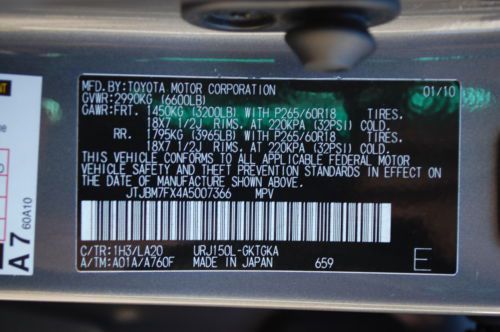 MFD. BY: TOYOTA MOTOR CORPORATION 01/10
GVWR: 2990KG (6600LB)
GAWR: FRT. 1450KG (3200LB) WITH P265/60R18 TIRES.
18X7 1/2J RIMS, AT 220KPA (32PSI) COLD.
RR. 1795KG (3965LB) WITH P265/60R18 TIRES.
18X7 1/2J RIMS, AT 220KPA (32PSI) COLD.
THIS VEHICLE CONFORMS TO ALL APPLICABLE FEDERAL MOTOR
VEHICLE SAFETY AND THEFT PREVENTION STANDARDS IN EFFECT
ON THE DATE OF MANUFACTURE SHOWN ABOVE.
JTJBM7FX4A5007366 MPV
C/TR: 1H3/LA20 URJ150L-GKTGKA
A/TM: A01A/A760F MADE IN JAPAN 659 E
A7
60A10